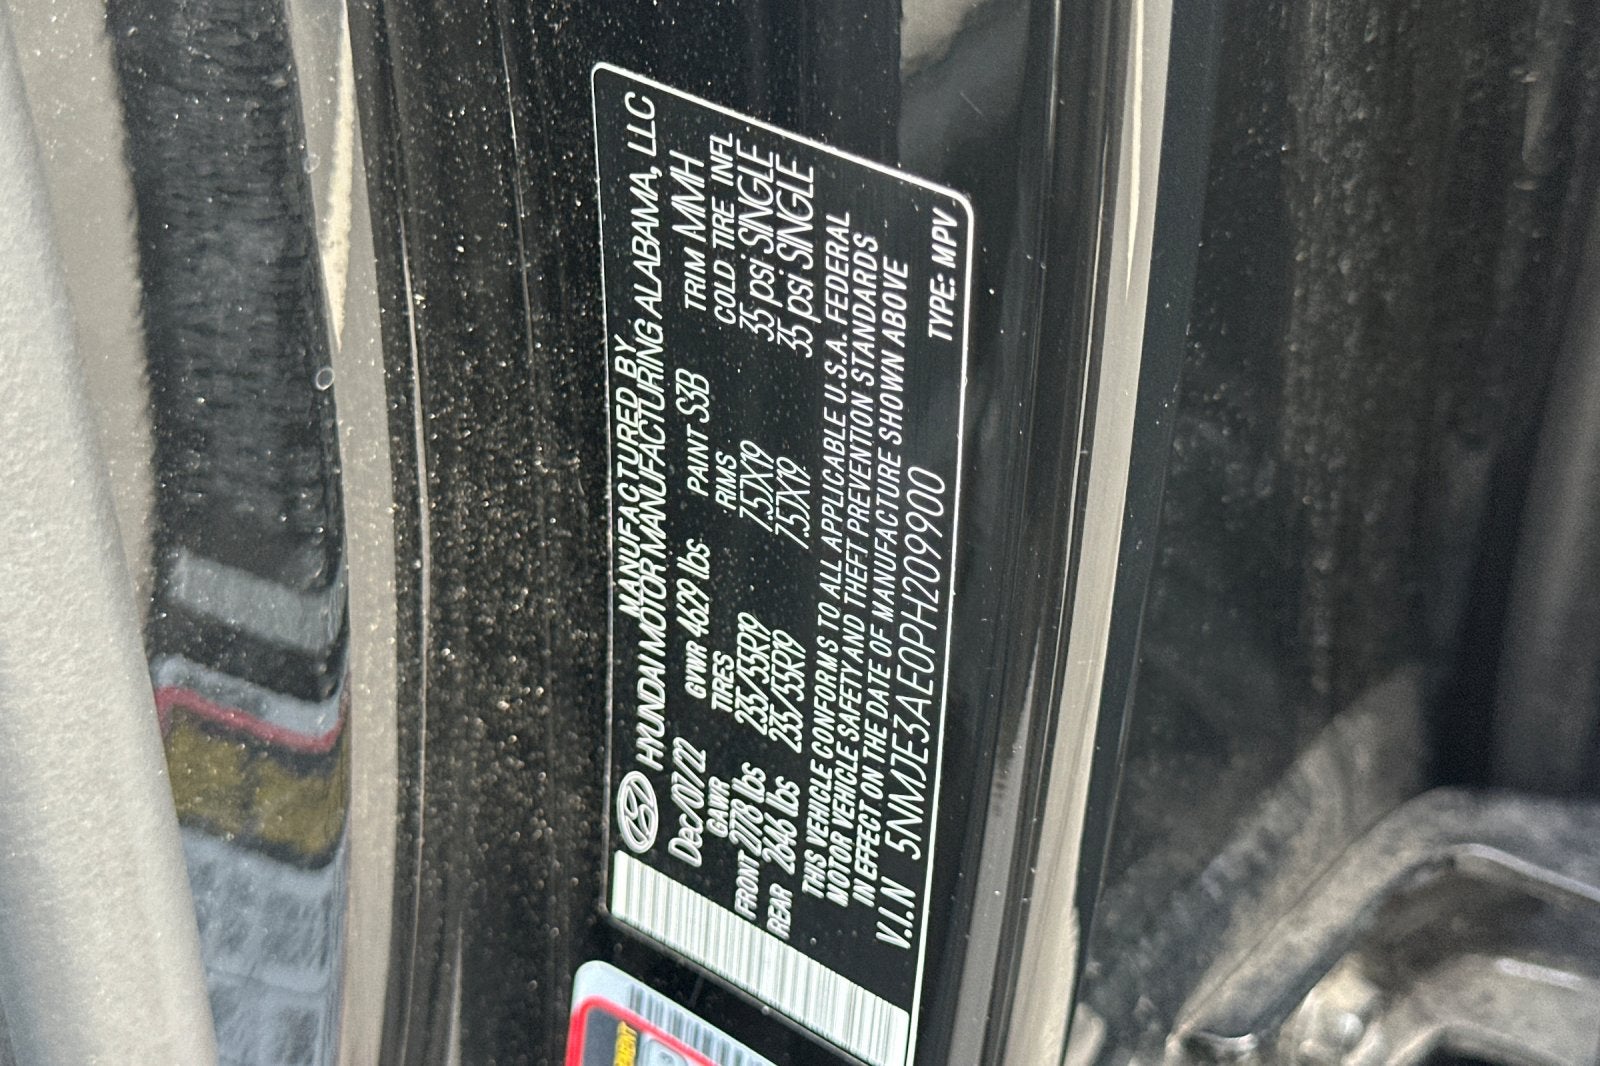 MANUFACTURED BY
HYUNDAI MOTOR MANUFACTURING ALABAMA, LLC
Dec/07/22 GVWR 4629 lbs PAINT S3B TRIM MMH
GAWR TIRES RIMS COLD TIRE INFL
FRONT 2778 lbs 235/55R19 7.5JX19 35 psi SINGLE
REAR 2646 lbs 235/55R19 7.5JX19 35 psi SINGLE
THIS VEHICLE CONFORMS TO ALL APPLICABLE U.S.A. FEDERAL
MOTOR VEHICLE SAFETY AND THEFT PREVENTION STANDARDS
IN EFFECT ON THE DATE OF MANUFACTURE SHOWN ABOVE
V.I.N 5NMJE3AE0PH209900 TYPE: MPV